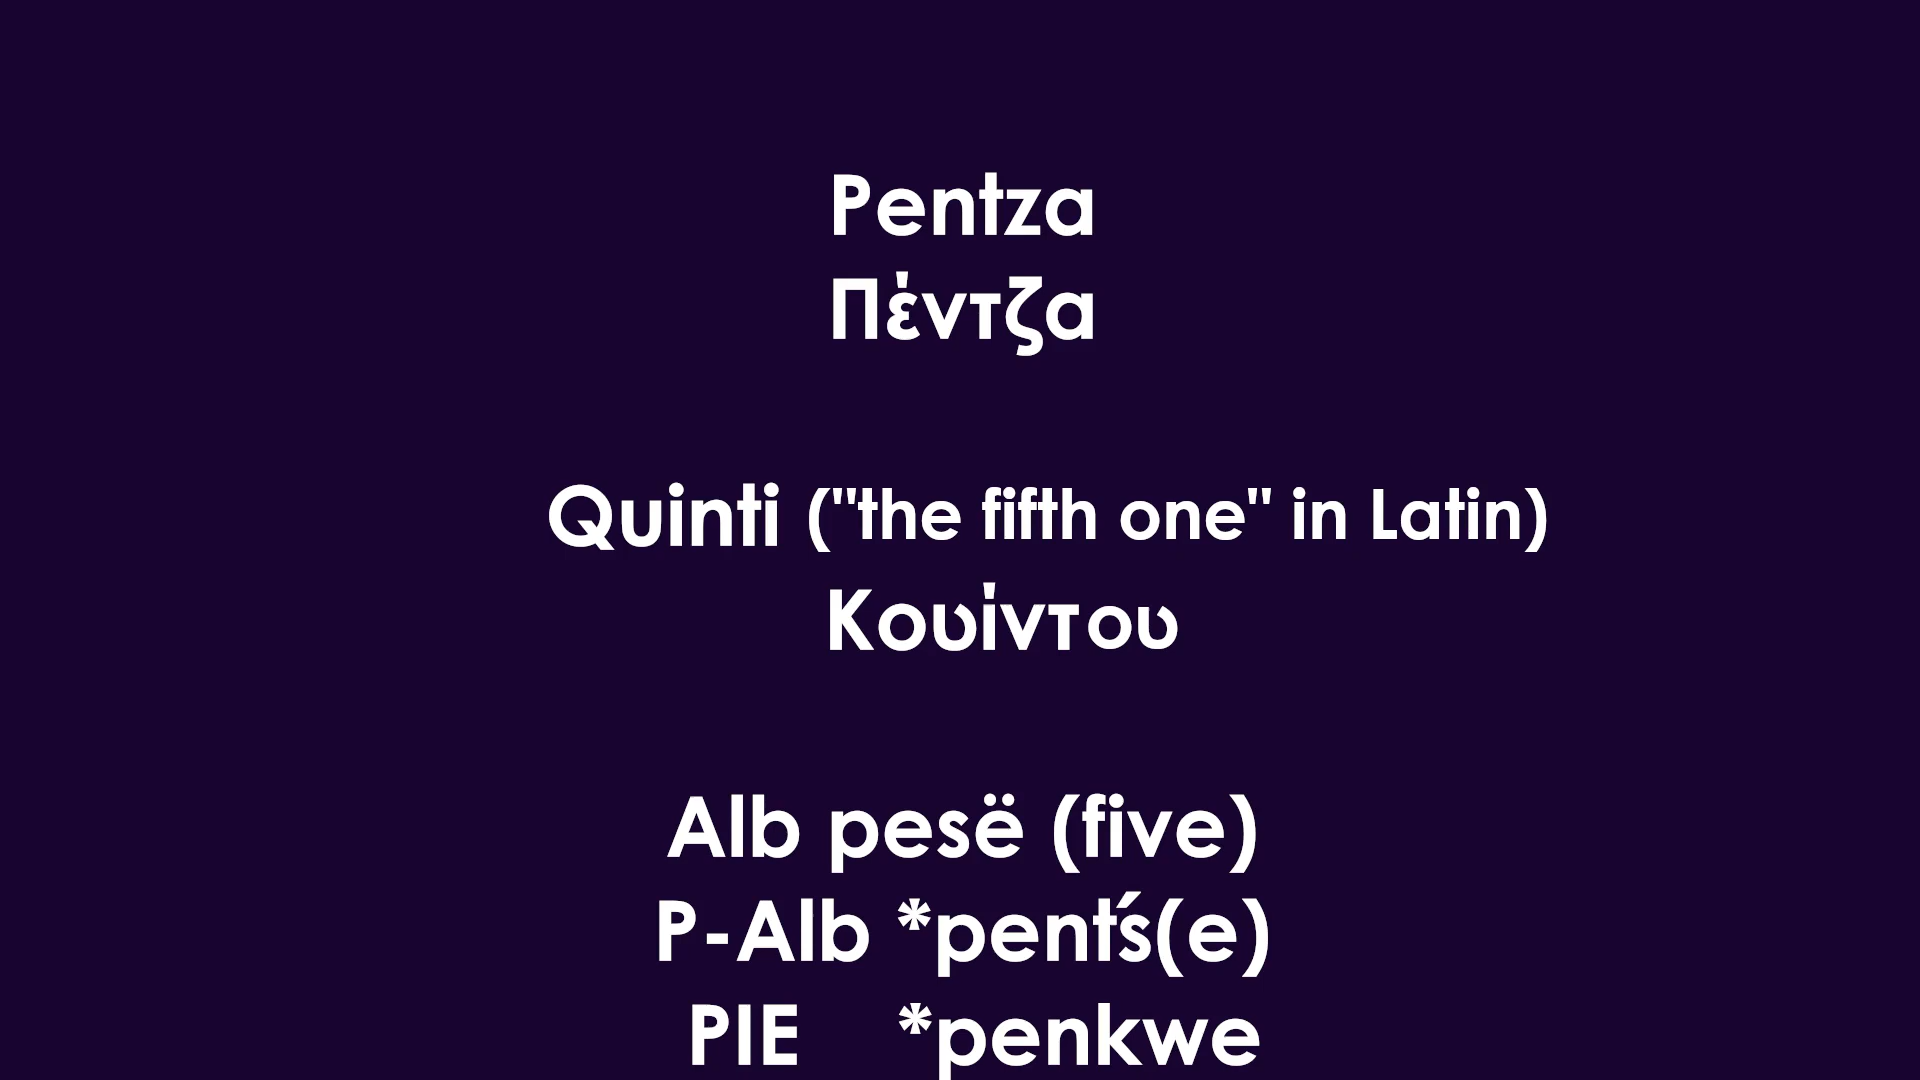 Pentza
Πέντζα
Quinti ("the fifth one" in Latin)
Κουίντου
Alb pesë (five)
P-Alb *pentś(e)
PIE *penkwe